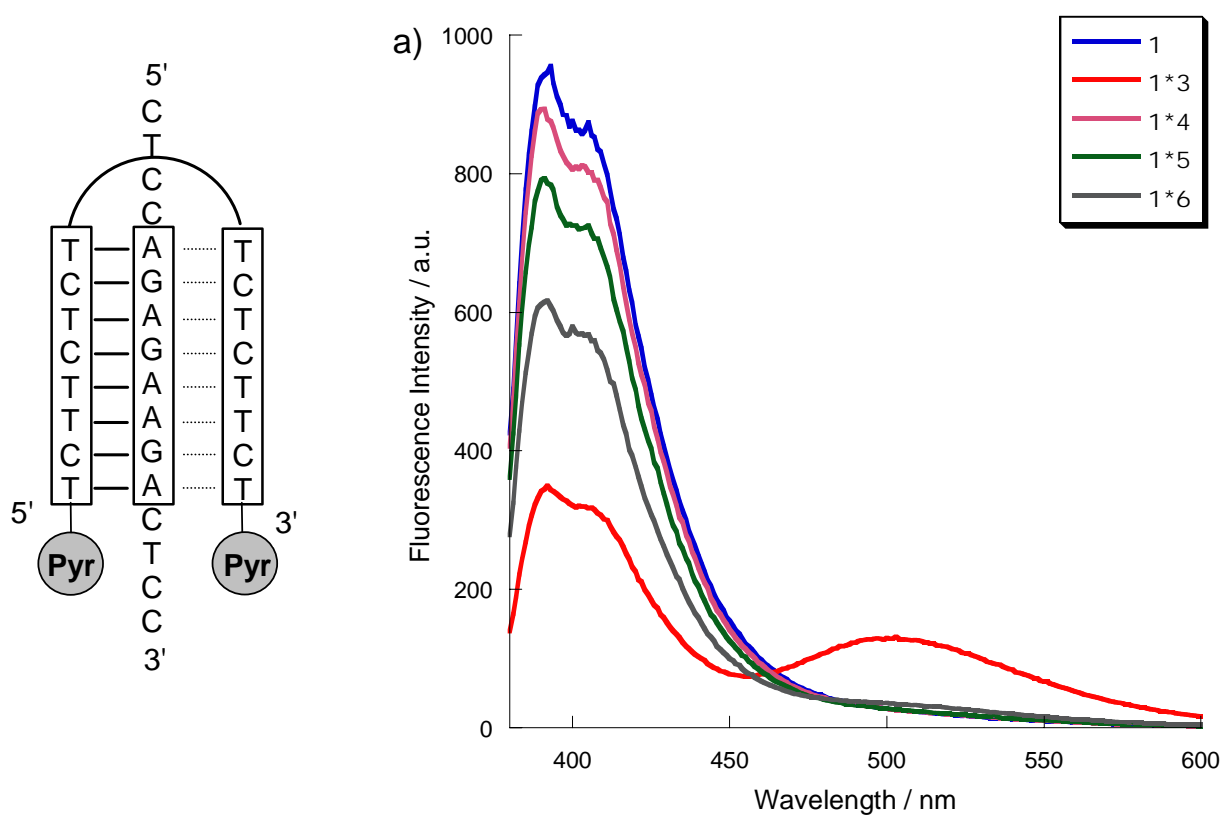 5'
C
T
C
C
T A T
C G C
T A T
C G C
T A T
T A T
C G C
T A T
5' C 3'
Pyr T Pyr
C
C
3'
a)
1000
800
600
400
200
0
400 450 500 550 600
Fluorescence Intensity / a.u.
Wavelength / nm
1
1*3
1*4
1*5
1*6